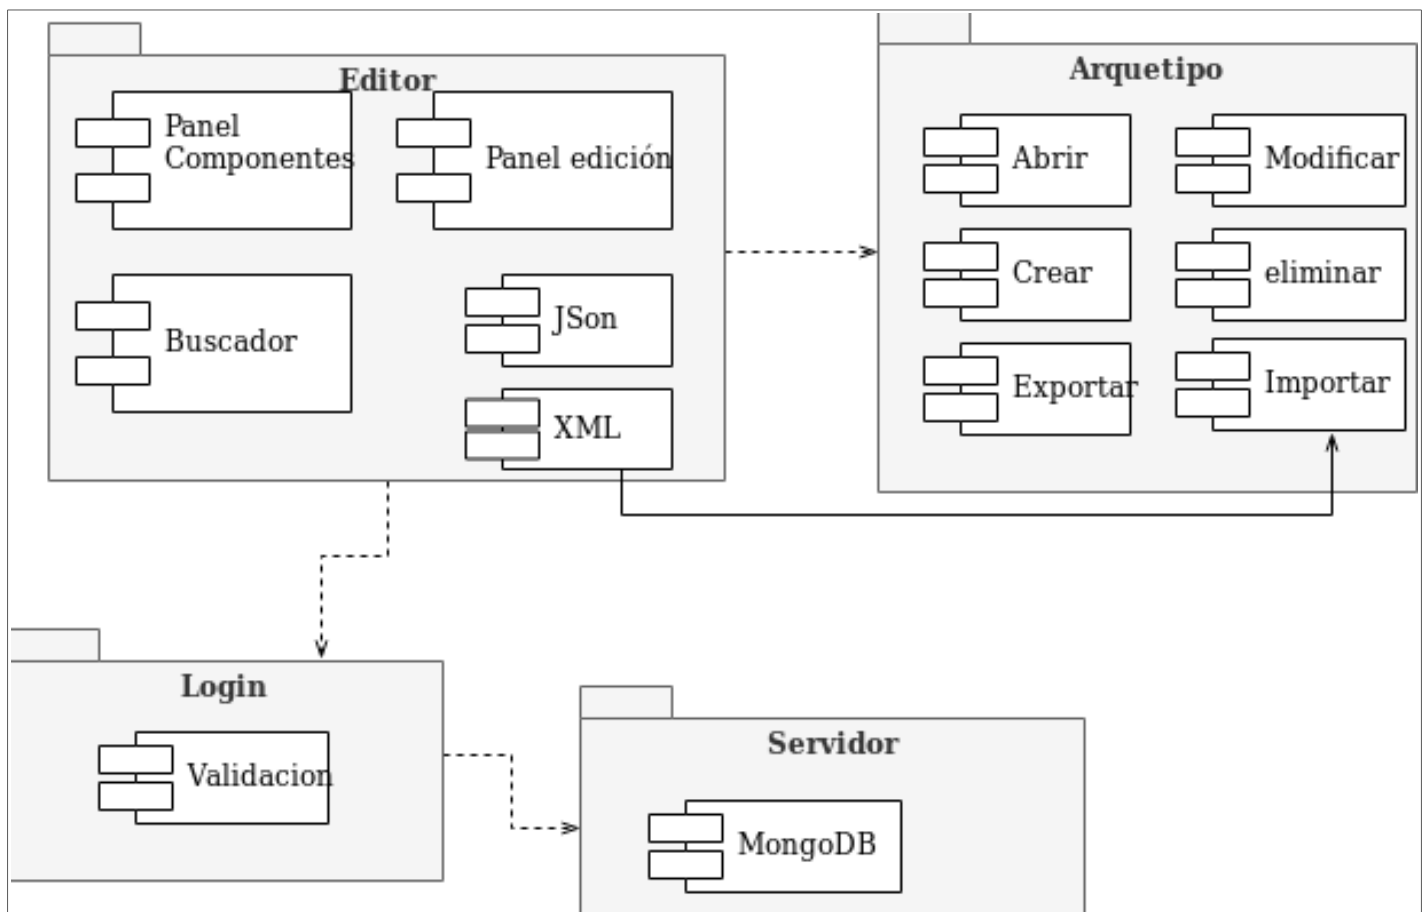 Editor
Panel
Componentes
Panel edición
Buscador
JSon
XML
Arquetipo
Abrir
Modificar
Crear
eliminar
Exportar
Importar
Login
Validacion
Servidor
MongoDB